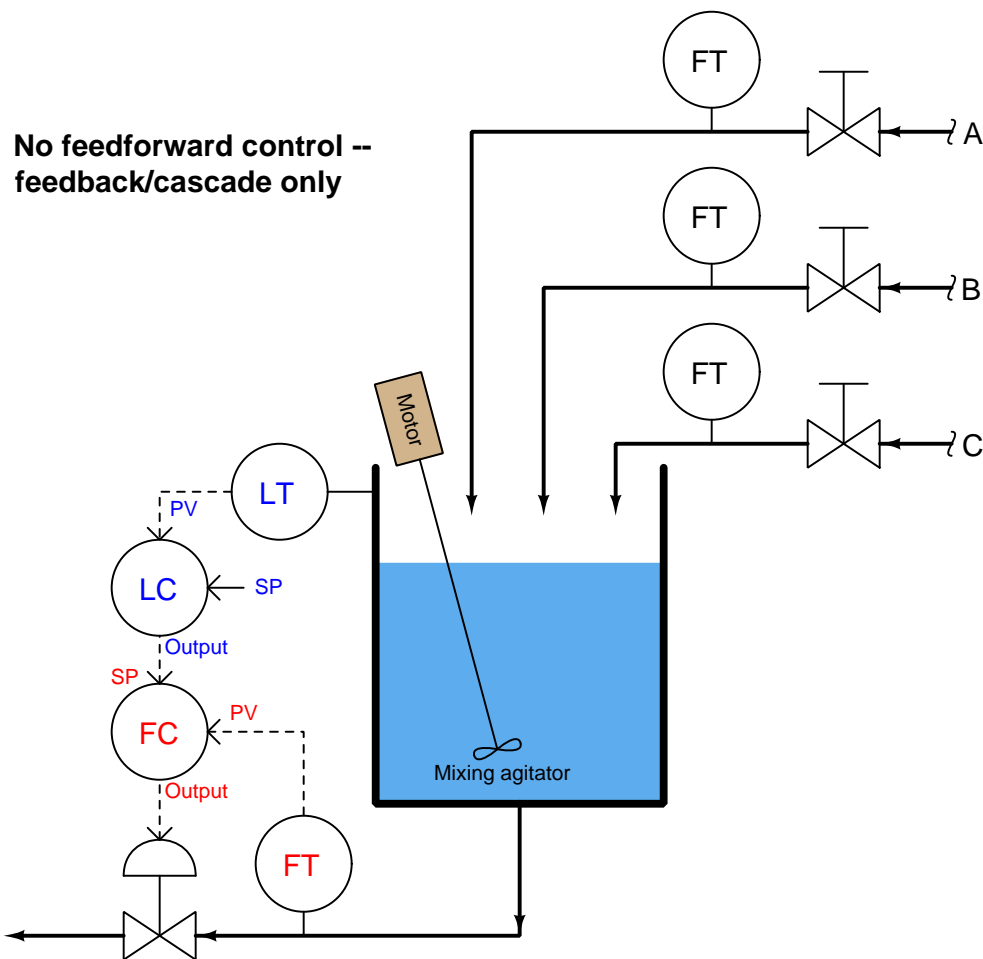 FT
A
No feedforward control --
feedback/cascade only
FT
B
FT
C
Motor
LT
PV
LC
SP
Output
SP
FC
PV
Output
Mixing agitator
FT